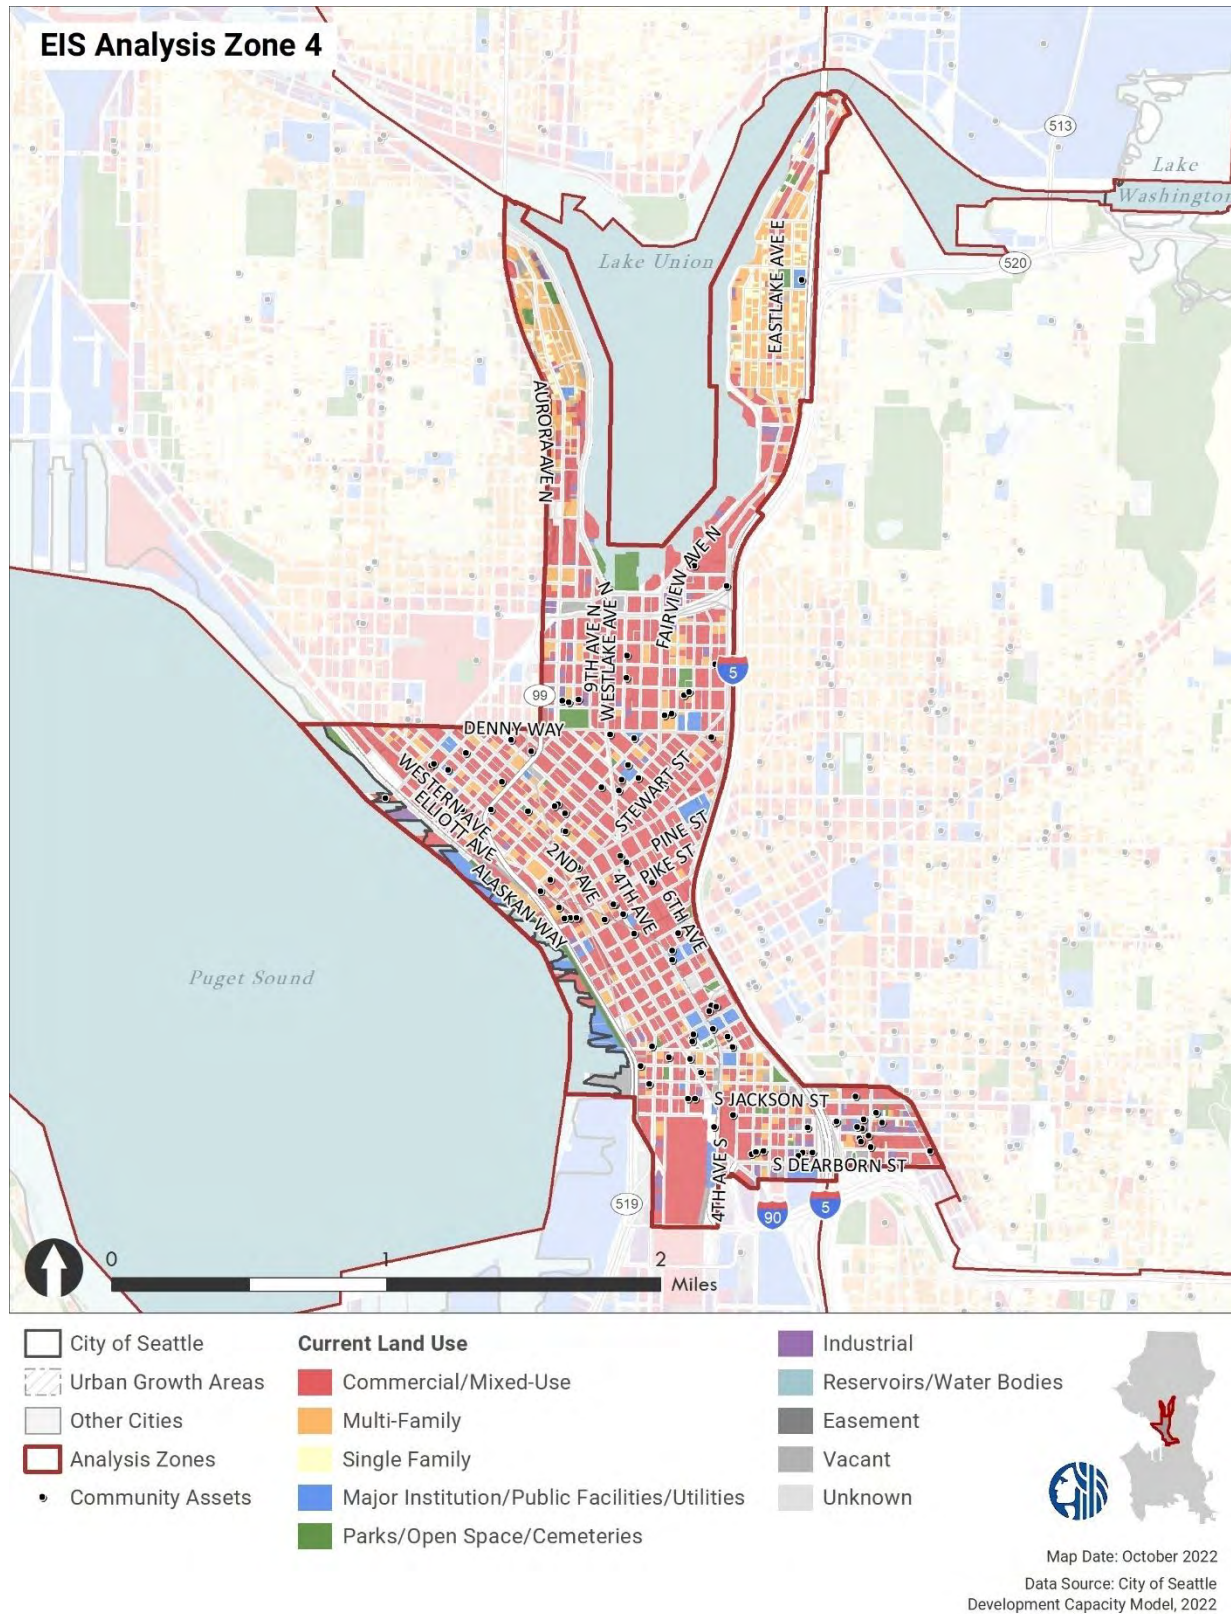 EIS Analysis Zone 4
513
Lake
Washington
520
Lake Union
EASTLAKE AVE E
AURORA AVE N
FAIRVIEW AVE N
9TH AVE N
WESTLAKE AVE N
5
99
DENNY WAY
STEWART ST
WESTERN AVE
ELLIOTT AVE
PINE ST
PIKE ST
2ND AVE
4TH AVE
6TH AVE
ALASKAN WAY
Puget Sound
S JACKSON ST
S DEARBORN ST
4TH AVE S
519
90
5
0 1 2
Miles
City of Seattle
Urban Growth Areas
Other Cities
Analysis Zones
Community Assets
Current Land Use
Commercial/Mixed-Use
Multi-Family
Single Family
Major Institution/Public Facilities/Utilities
Parks/Open Space/Cemeteries
Industrial
Reservoirs/Water Bodies
Easement
Vacant
Unknown
Map Date: October 2022
Data Source: City of Seattle
Development Capacity Model, 2022